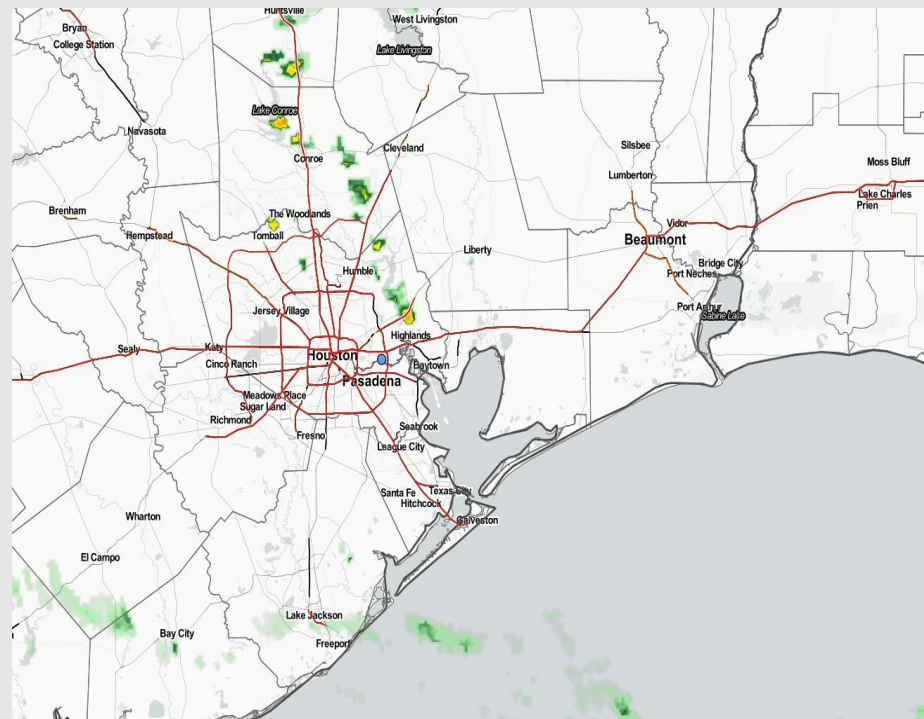 Huntsville
West Livingston
Bryan
College Station
Lake Livingston
Lake Conroe
Navasota
Conroe
Cleveland
Silsbee
Lumberton
Moss Bluff
Lake Charles
Prien
Brenham
The Woodlands
Hempstead
Tomball
Vidor
Beaumont
Liberty
Bridge City
Humble
Port Neches
Port Arthur
Sabine Lake
Jersey Village
Highlands
Sealy
Katy
Houston
Cinco Ranch
Baytown
Pasadena
Meadows Place
Sugar Land
Richmond
Fresno
Seabrook
League City
Santa Fe
Texas City
Hitchcock
Galveston
Wharton
El Campo
Lake Jackson
Bay City
Freeport